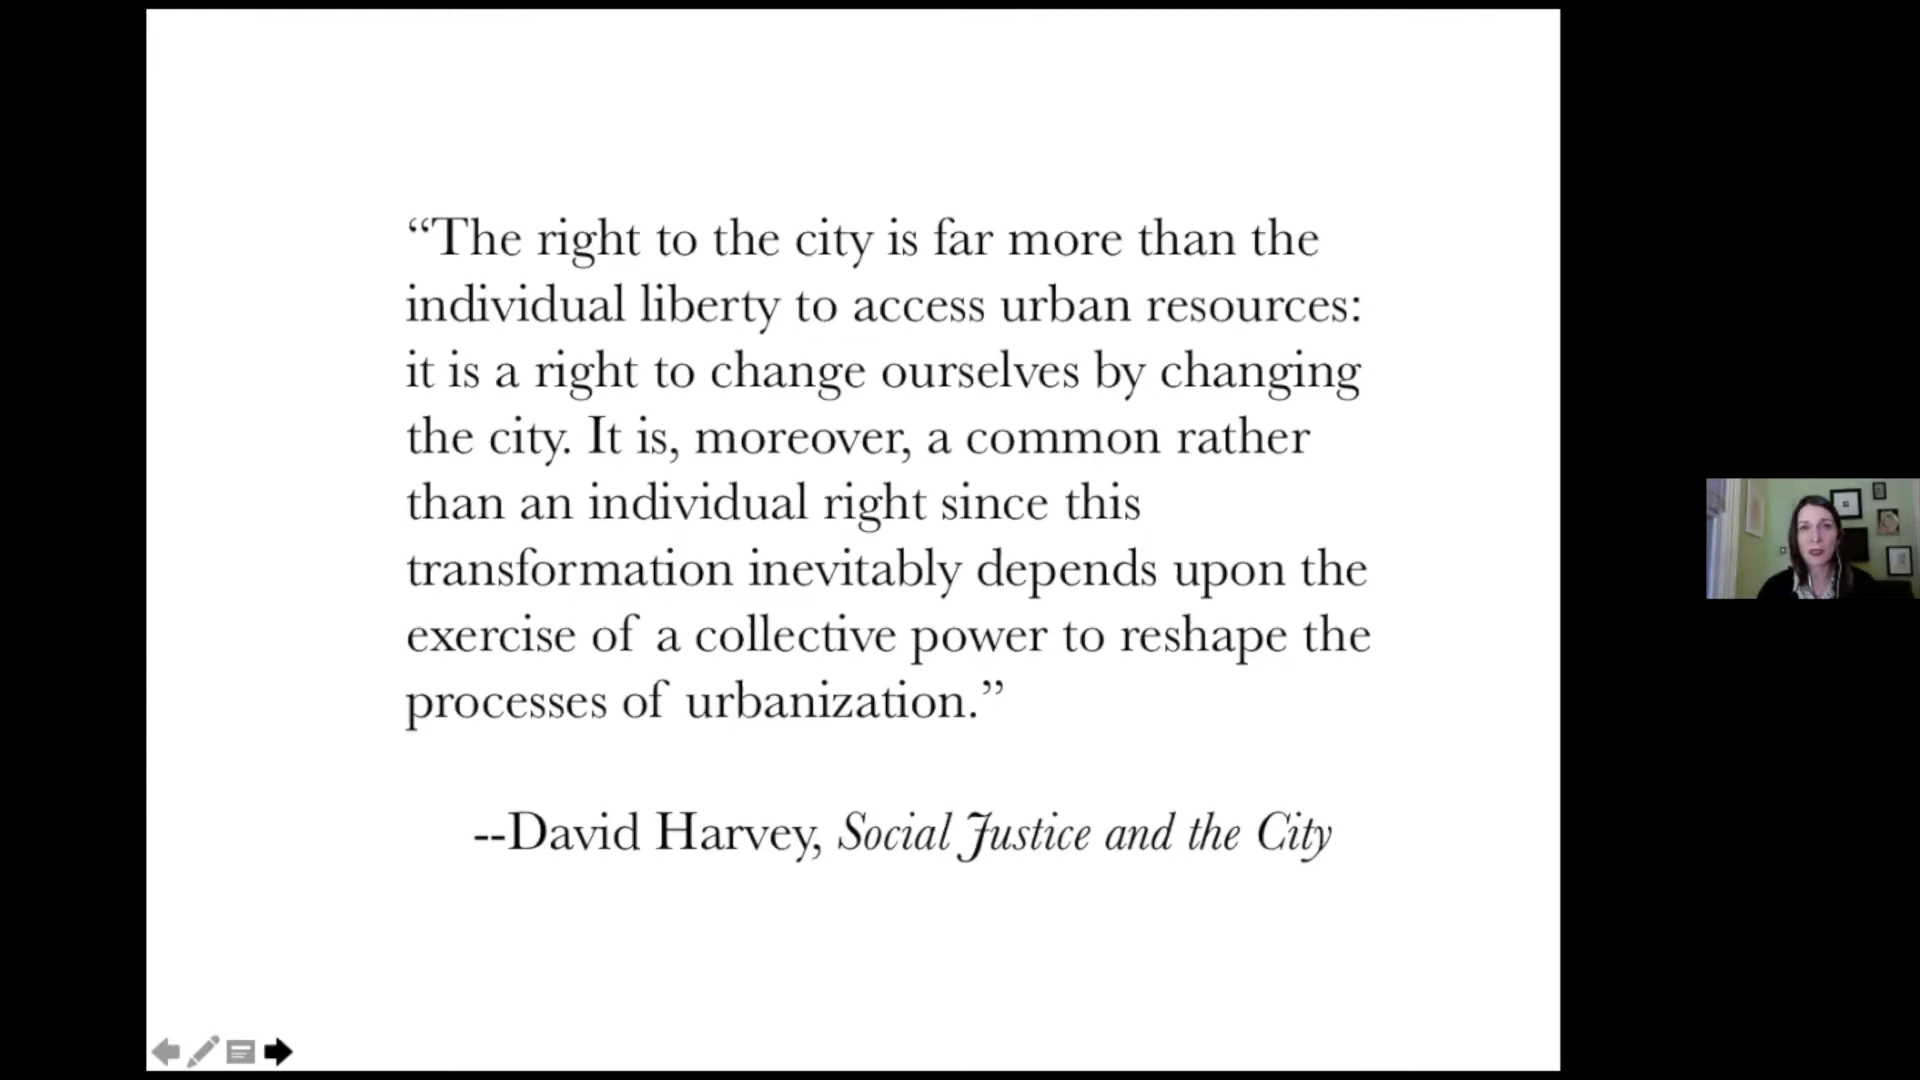 “The right to the city is far more than the
individual liberty to access urban resources:
it is a right to change ourselves by changing
the city. It is, moreover, a common rather
than an individual right since this
transformation inevitably depends upon the
exercise of a collective power to reshape the
processes of urbanization.”
--David Harvey, Social Justice and the City